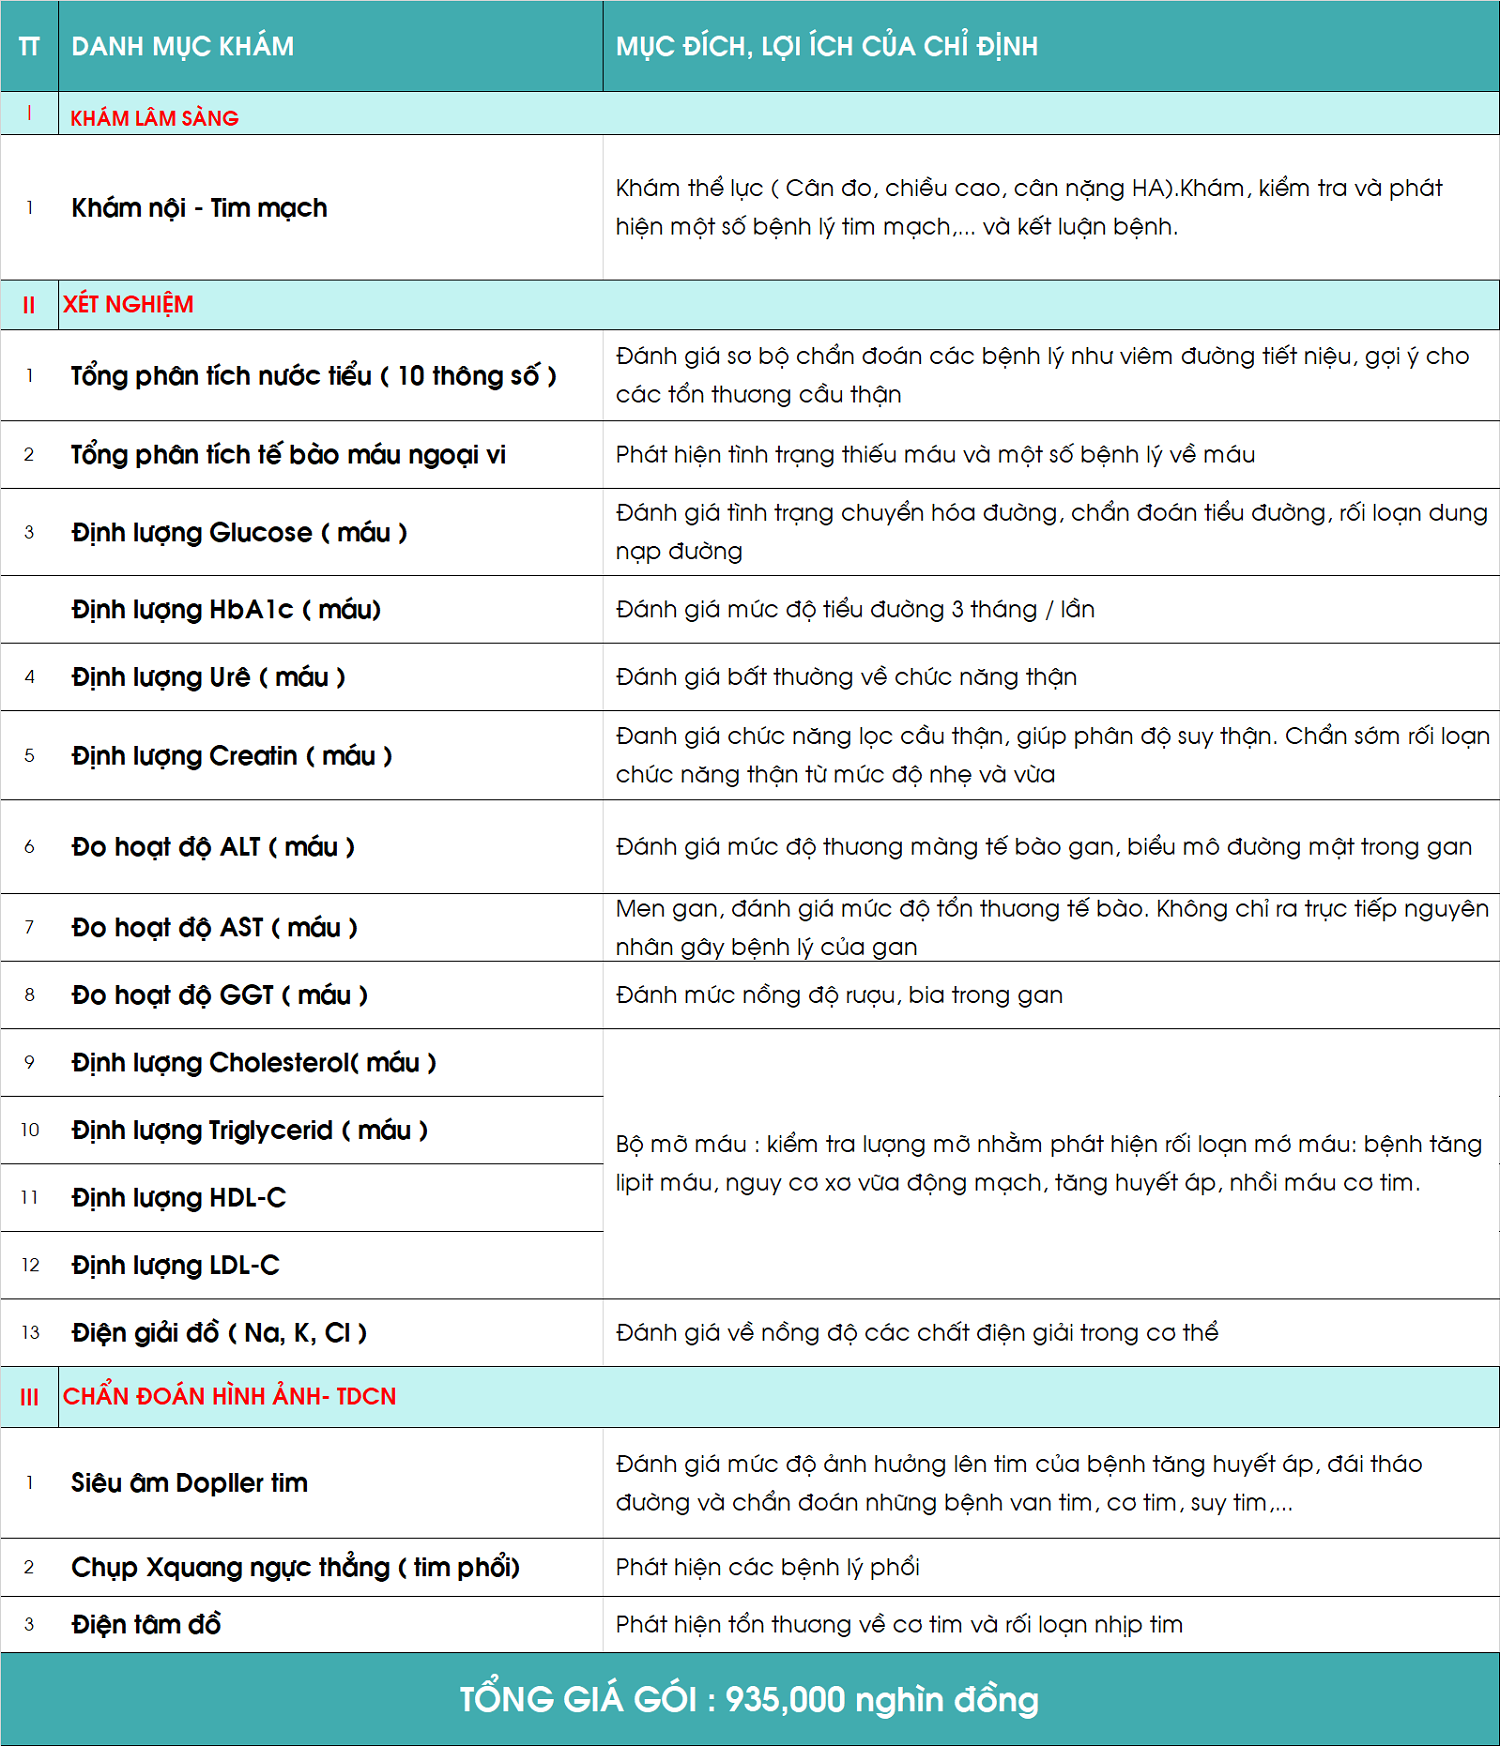 TT DANH MỤC KHÁM MỤC ĐÍCH, LỢI ÍCH CỦA CHỈ ĐỊNH
I KHÁM LÂM SÀNG
1 Khám nội - Tim mạch
Khám thể lực ( Cân đo, chiều cao, cân nặng HA).Khám, kiểm tra và phát
hiện một số bệnh lý tim mạch,... và kết luận bệnh.
II XÉT NGHIỆM
1 Tổng phân tích nước tiểu ( 10 thông số )
Đánh giá sơ bộ chẩn đoán các bệnh lý như viêm đường tiết niệu, gợi ý cho
các tổn thương cầu thận
2 Tổng phân tích tế bào máu ngoại vi
Phát hiện tình trạng thiếu máu và một số bệnh lý về máu
3 Định lượng Glucose ( máu )
Đánh giá tình trạng chuyển hóa đường, chẩn đoán tiểu đường, rối loạn dung
nạp đường
Định lượng HbA1c ( máu)
Đánh giá mức độ tiểu đường 3 tháng / lần
4 Định lượng Urê ( máu )
Đánh giá bất thường về chức năng thận
5 Định lượng Creatin ( máu )
Đanh giá chức năng lọc cầu thận, giúp phân độ suy thận. Chẩn sớm rối loạn
chức năng thận từ mức độ nhẹ và vừa
6 Đo hoạt độ ALT ( máu )
Đánh giá mức độ thương màng tế bào gan, biểu mô đường mật trong gan
7 Đo hoạt độ AST ( máu )
Men gan, đánh giá mức độ tổn thương tế bào. Không chỉ ra trực tiếp nguyên
nhân gây bệnh lý của gan
8 Đo hoạt độ GGT ( máu )
Đánh mức nồng độ rượu, bia trong gan
9 Định lượng Cholesterol( máu )
10 Định lượng Triglycerid ( máu )
11 Định lượng HDL-C
12 Định lượng LDL-C
Bộ mỡ máu : kiểm tra lượng mỡ nhằm phát hiện rối loạn mớ máu: bệnh tăng
lipit máu, nguy cơ xơ vữa động mạch, tăng huyết áp, nhồi máu cơ tim.
13 Điện giải đồ ( Na, K, Cl )
Đánh giá về nồng độ các chất điện giải trong cơ thể
III CHẨN ĐOÁN HÌNH ẢNH- TDCN
1 Siêu âm Dopller tim
Đánh giá mức độ ảnh hưởng lên tim của bệnh tăng huyết áp, đái tháo
đường và chẩn đoán những bệnh van tim, cơ tim, suy tim,...
2 Chụp Xquang ngực thẳng ( tim phổi)
Phát hiện các bệnh lý phổi
3 Điện tâm đồ
Phát hiện tổn thương về cơ tim và rối loạn nhịp tim
TỔNG GIÁ GÓI : 935,000 nghìn đồng